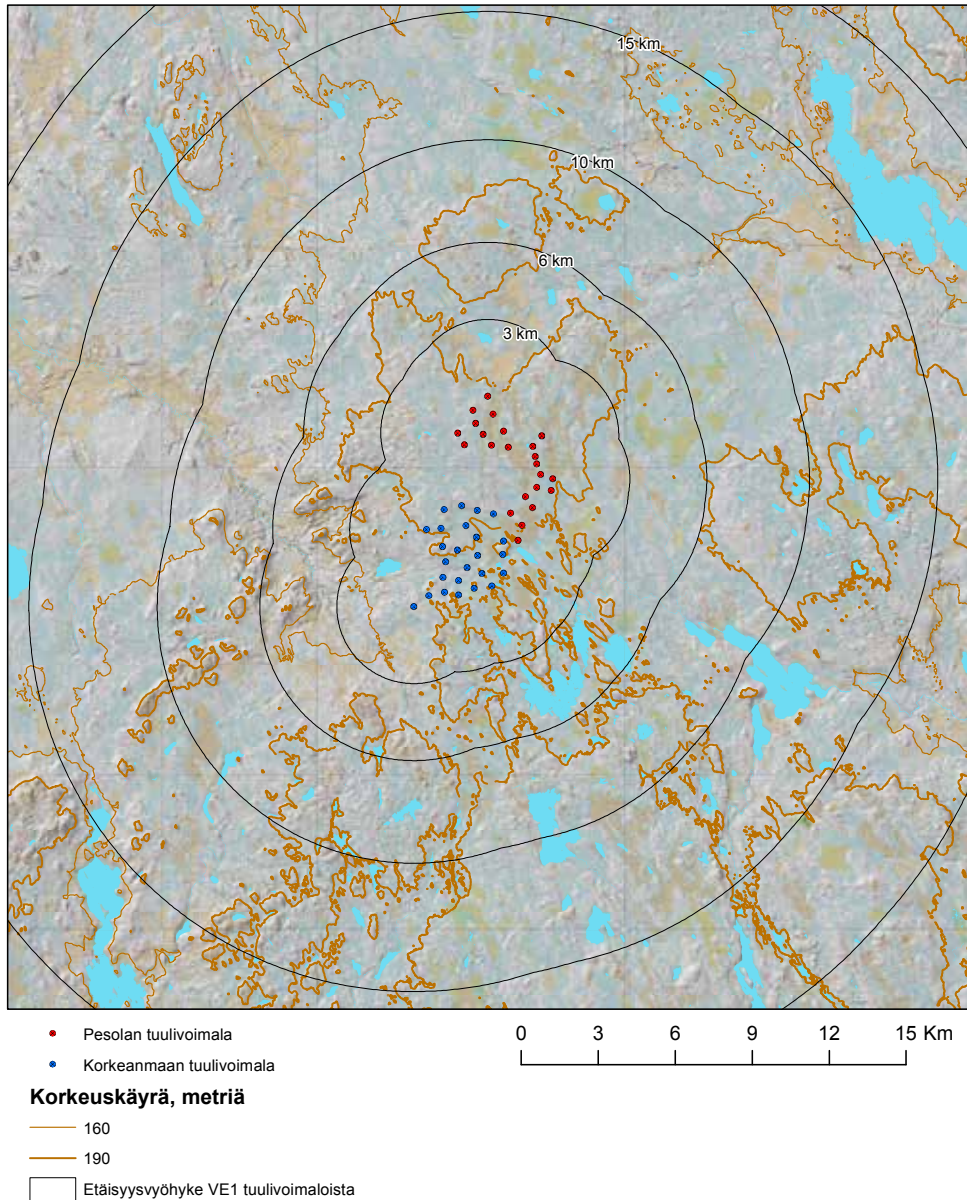 15 km
10 km
6 km
3 km
Pesolan tuulivoimala
Korkeanmaan tuulivoimala
0 3 6 9 12 15 Km
Korkeuskäyrä, metriä
160
190
Etäisyysvyöhyke VE1 tuulivoimaloista